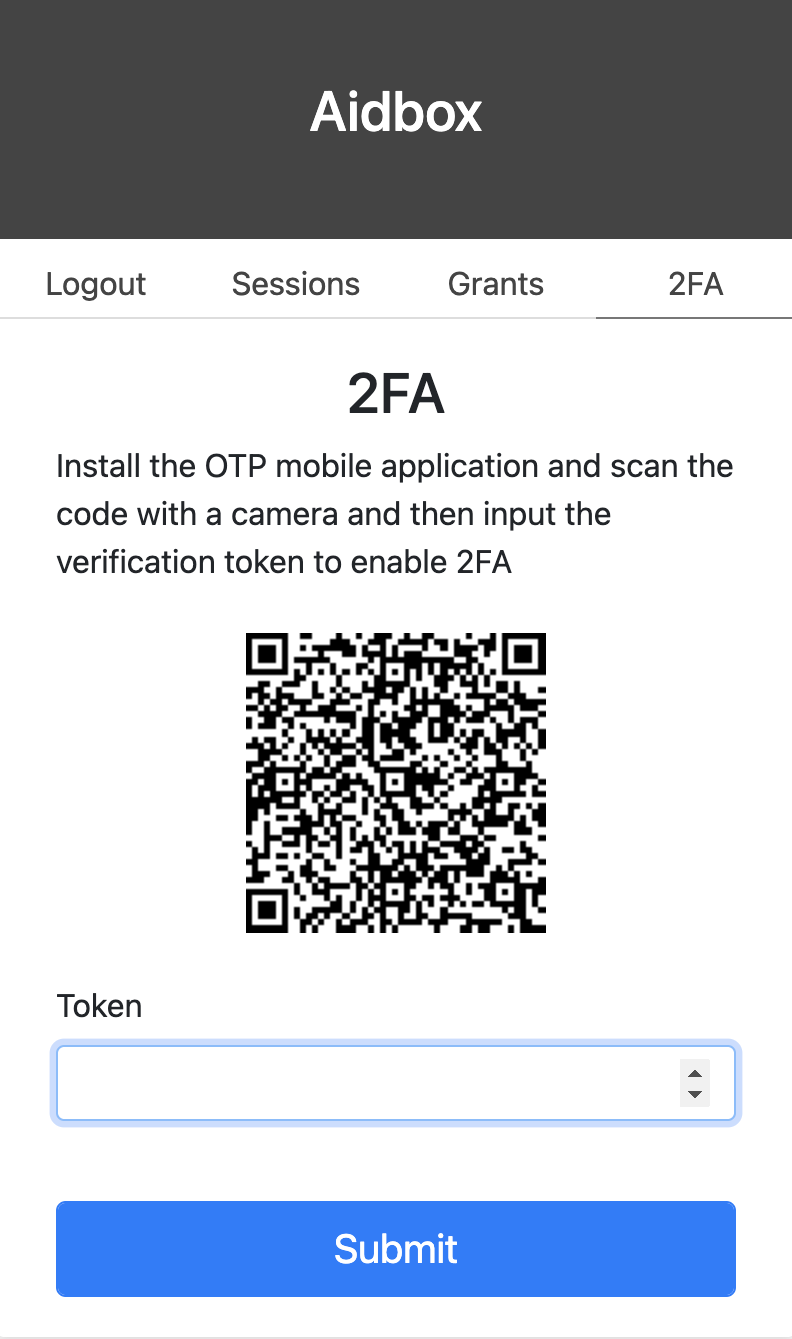 Aidbox
Logout Sessions Grants 2FA
2FA
Install the OTP mobile application and scan the
code with a camera and then input the
verification token to enable 2FA
Token
Submit